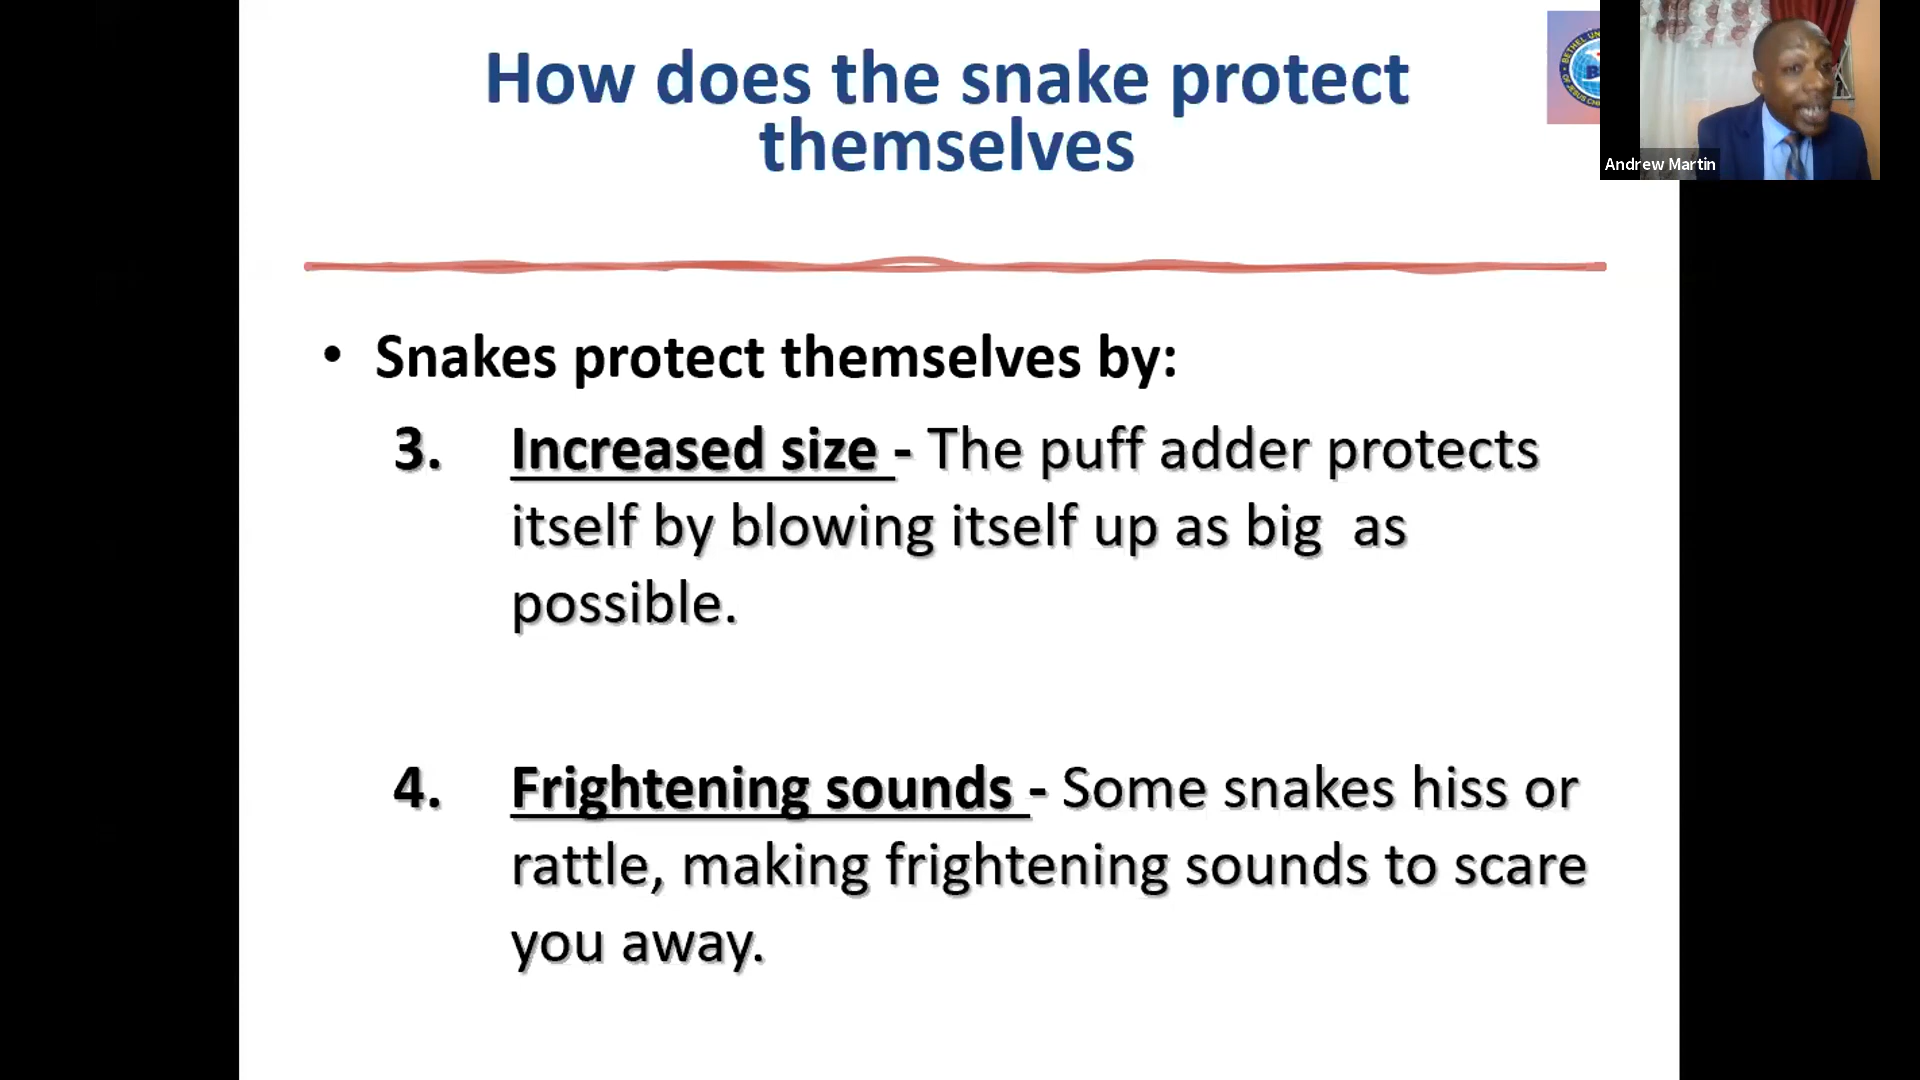 How does the snake protect
themselves
Andrew Martin
• Snakes protect themselves by:
3. Increased size - The puff adder protects
itself by blowing itself up as big as
possible.
4. Frightening sounds - Some snakes hiss or
rattle, making frightening sounds to scare
you away.